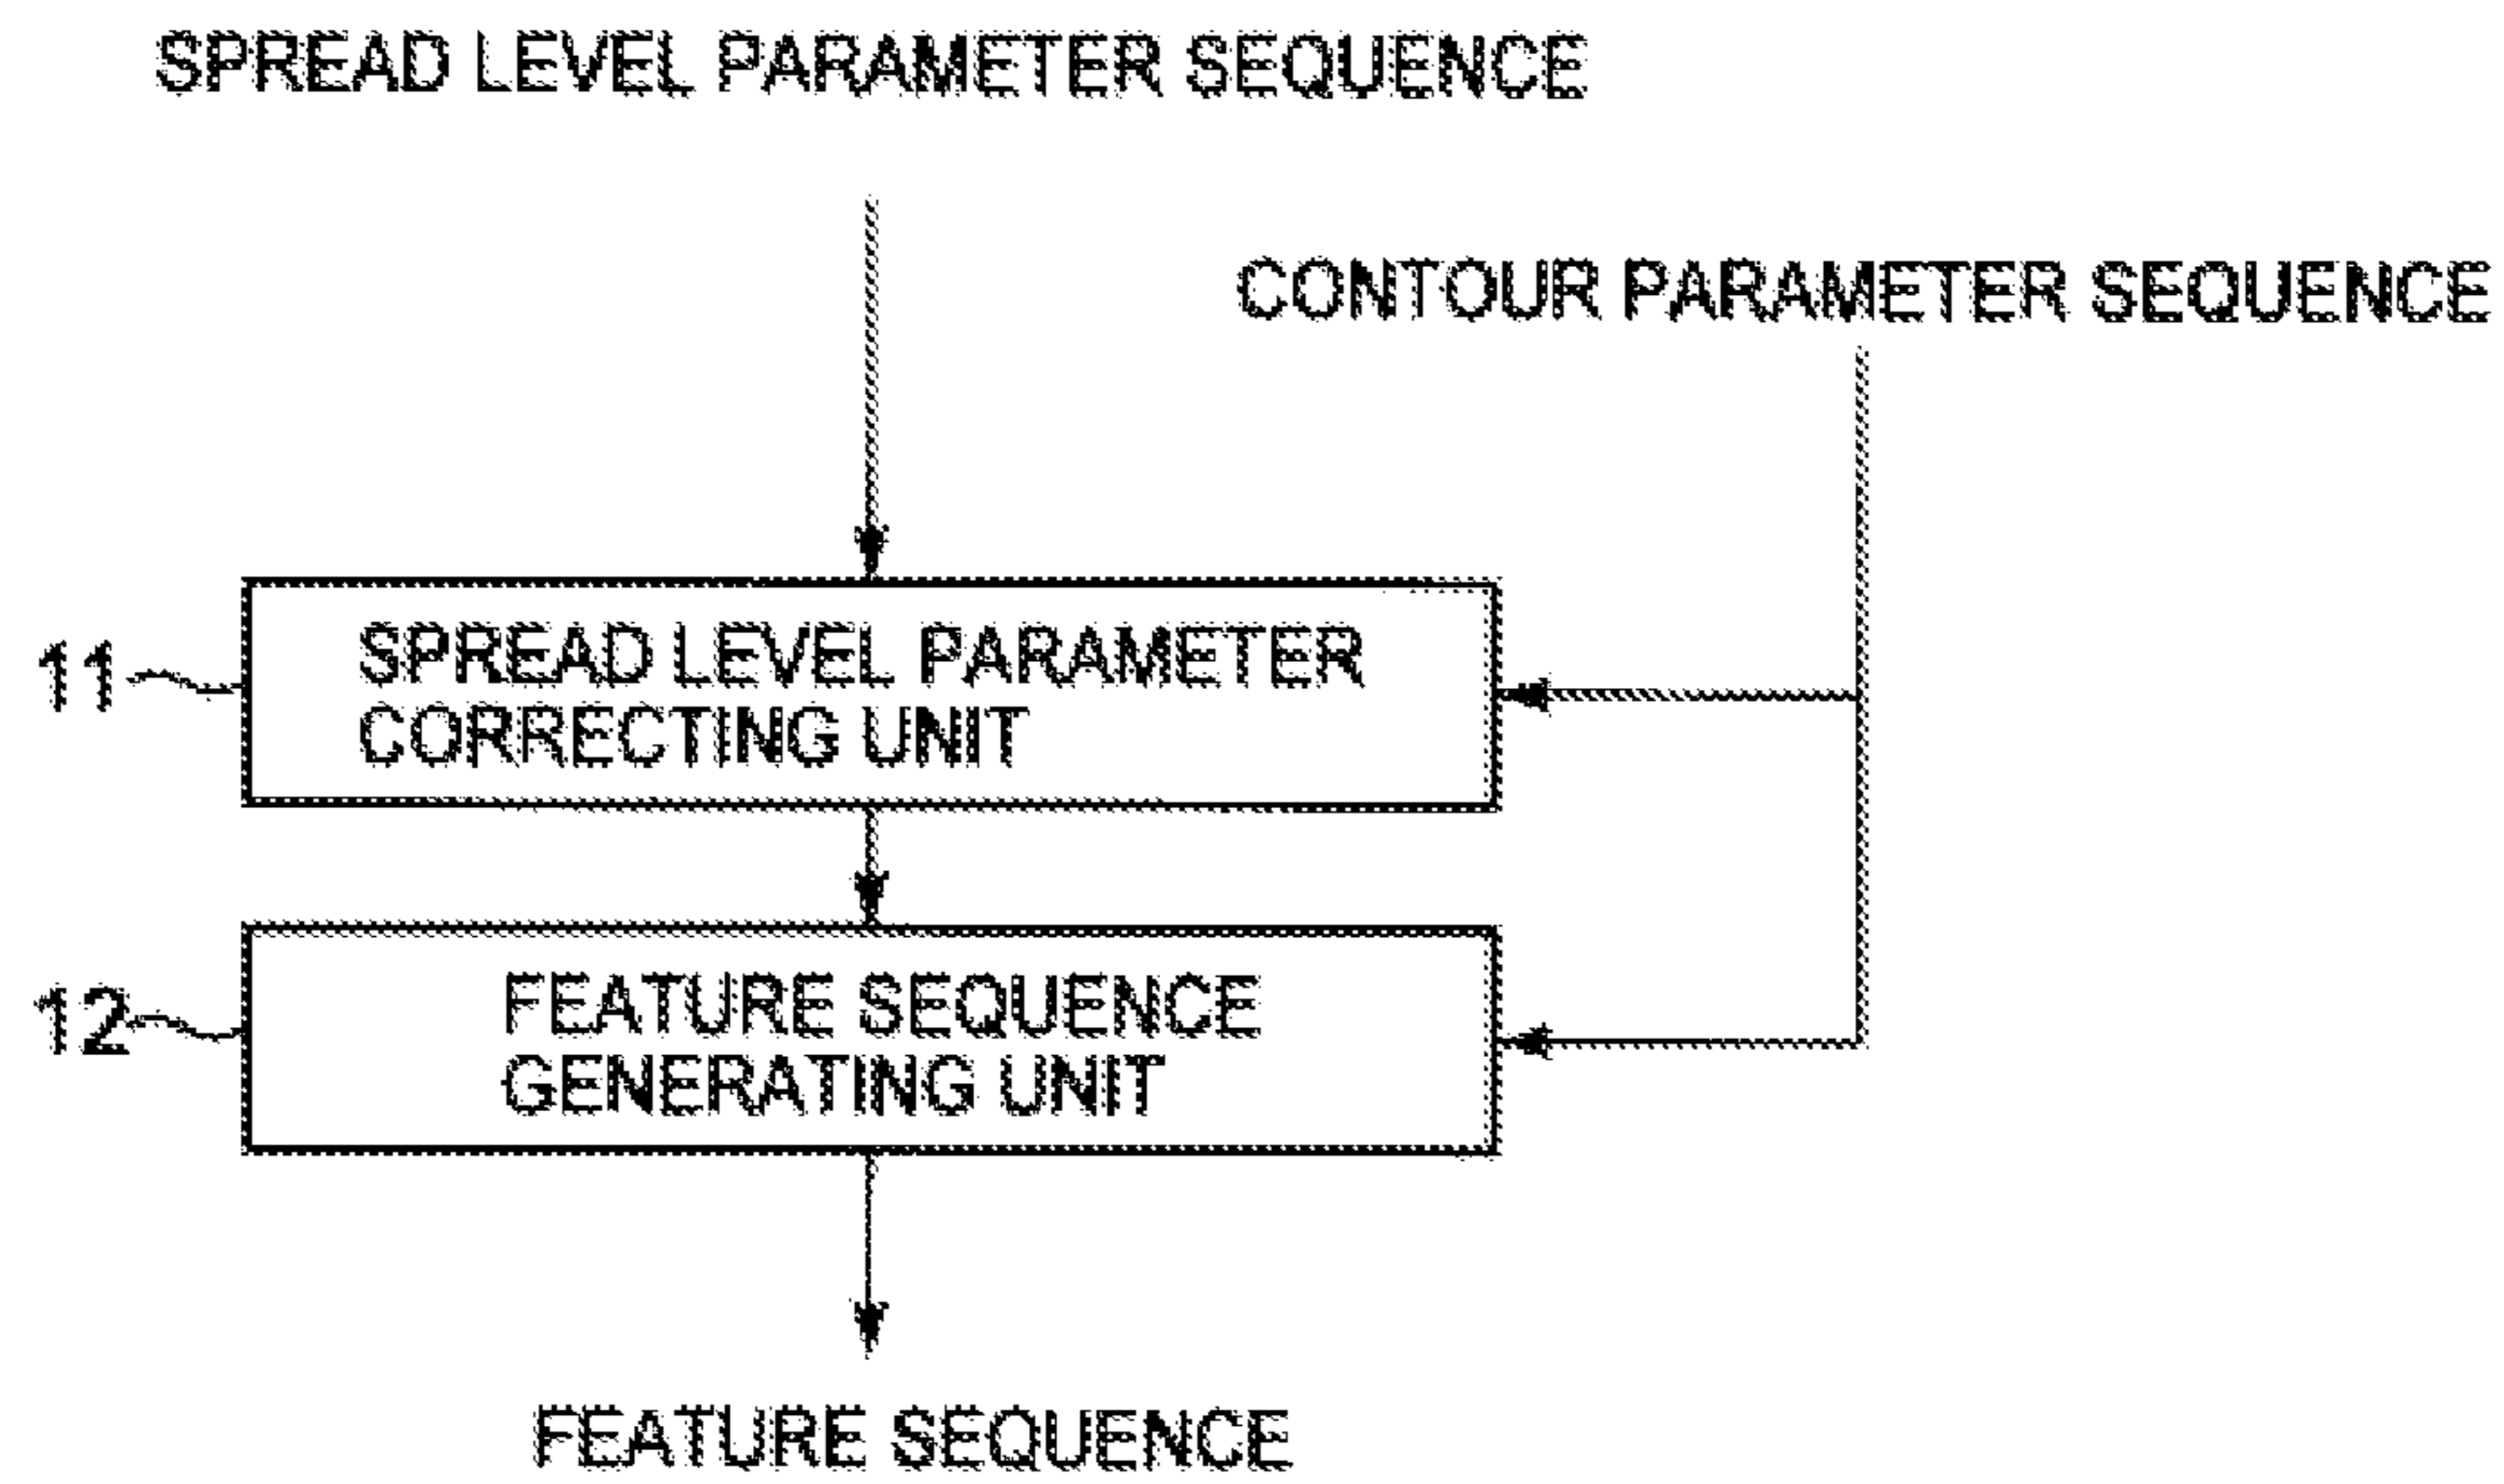 SPREAD LEVEL PARAMETER SEQUENCE
CONTOUR PARAMETER SEQUENCE
11
SPREAD LEVEL PARAMETER
CORRECTING UNIT
12
FEATURE SEQUENCE
GENERATING UNIT
FEATURE SEQUENCE